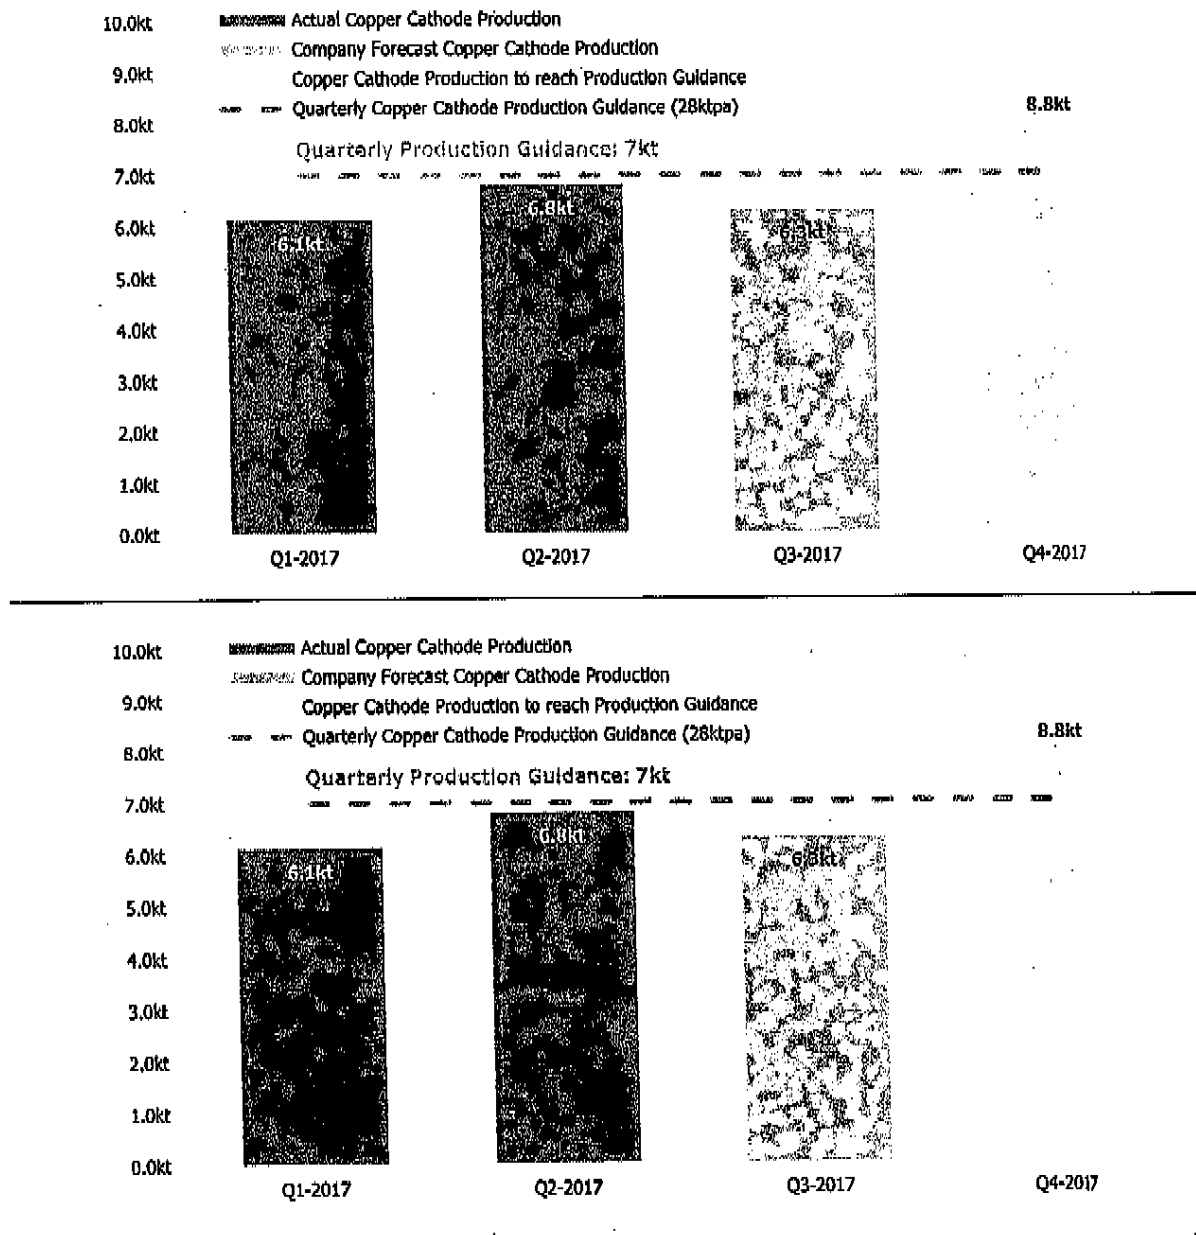 10.0kt
Actual Copper Cathode Production
Company Forecast Copper Cathode Production
9.0kt
Copper Cathode Production to reach Production Guidance
Quarterly Copper Cathode Production Guidance (28ktpa)
8.8kt
8.0kt
Quarterly Production Guidance: 7kt
7.0kt
6.8kt
6.0kt
6.1kt
6.3kt
5.0kt
4.0kt
3.0kt
2.0kt
1.0kt
0.0kt
Q1-2017
Q2-2017
Q3-2017
Q4-2017
10.0kt
Actual Copper Cathode Production
Company Forecast Copper Cathode Production
9.0kt
Copper Cathode Production to reach Production Guidance
Quarterly Copper Cathode Production Guidance (28ktpa)
8.8kt
8.0kt
Quarterly Production Guidance: 7kt
7.0kt
6.8kt
6.0kt
6.1kt
6.3kt
5.0kt
4.0kt
3.0kt
2.0kt
1.0kt
0.0kt
Q1-2017
Q2-2017
Q3-2017
Q4-2017